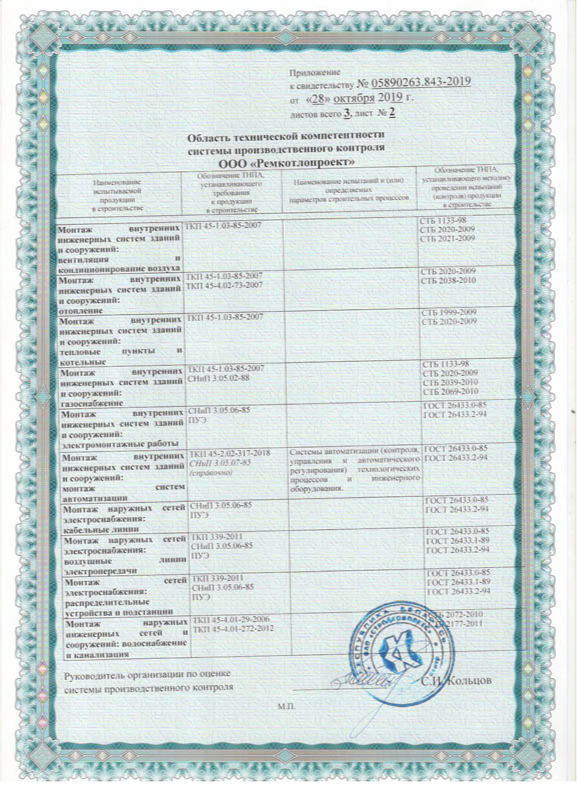 Приложение
к свидетельству № 05890263.843-2019
от «28» октября 2019 г.
листов всего 3, лист № 2
Область технической компетентности
системы производственного контроля
ООО «Ремкотлопроект»
Наименование
испытываемой
продукции
в строительстве
Обозначение ТНПА,
устанавливающего
требования
к продукции
в строительстве
Наименование испытаний и (или)
определяемых
параметров строительных процессов
Обозначение ТНПА,
устанавливающего методику
проведения испытаний
(контроля) продукции
в строительстве
Монтаж внутренних
инженерных систем зданий
и сооружений:
вентиляция и
кондиционирование воздуха
ТКП 45-1.03-85-2007
СТБ 1133-98
СТБ 2020-2009
СТБ 2021-2009
Монтаж внутренних
инженерных систем зданий
и сооружений:
отопление
ТКП 45-1.03-85-2007
ТКП 45-4.02-73-2007
СТБ 2020-2009
СТБ 2038-2010
Монтаж внутренних
инженерных систем зданий
и сооружений:
тепловые пункты и
котельные
ТКП 45-1.03-85-2007
СТБ 1999-2009
СТБ 2020-2009
Монтаж внутренних
инженерных систем зданий
и сооружений:
газоснабжение
ТКП 45-1.03-85-2007
СНиП 3.05.02-88
СТБ 1133-98
СТБ 2020-2009
СТБ 2039-2010
СТБ 2069-2010
Монтаж внутренних
инженерных систем зданий
и сооружений:
электромонтажные работы
СНиП 3.05.06-85
ПУЭ
ГОСТ 26433.0-85
ГОСТ 26433.2-94
Монтаж внутренних
инженерных систем зданий
и сооружений:
монтаж систем
автоматизации
ТКП 45-2.02-317-2018
СНиП 3.05.07-85
(справочно)
Системы автоматизации (контроля,
управления и автоматического
регулирования) технологических
процессов и инженерного
оборудования.
ГОСТ 26433.0-85
ГОСТ 26433.2-94
Монтаж наружных сетей
электроснабжения:
кабельные линии
СНиП 3.05.06-85
ПУЭ
ГОСТ 26433.0-85
ГОСТ 26433.2-94
Монтаж наружных сетей
электроснабжения:
воздушные линии
электропередачи
ТКП 339-2011
СНиП 3.05.06-85
ПУЭ
ГОСТ 26433.0-85
ГОСТ 26433.1-89
ГОСТ 26433.2-94
Монтаж сетей
электроснабжения:
распределительные
устройства и подстанции
ТКП 339-2011
СНиП 3.05.06-85
ПУЭ
ГОСТ 26433.0-85
ГОСТ 26433.1-89
ГОСТ 26433.2-94
Монтаж наружных
инженерных сетей и
сооружений: водоснабжение
и канализация
ТКП 45-4.01-29-2006
ТКП 45-4.01-272-2012
2072-2010
2177-2011
Руководитель организации по оценке
системы производственного контроля
С.И. Кольцов
М.П.